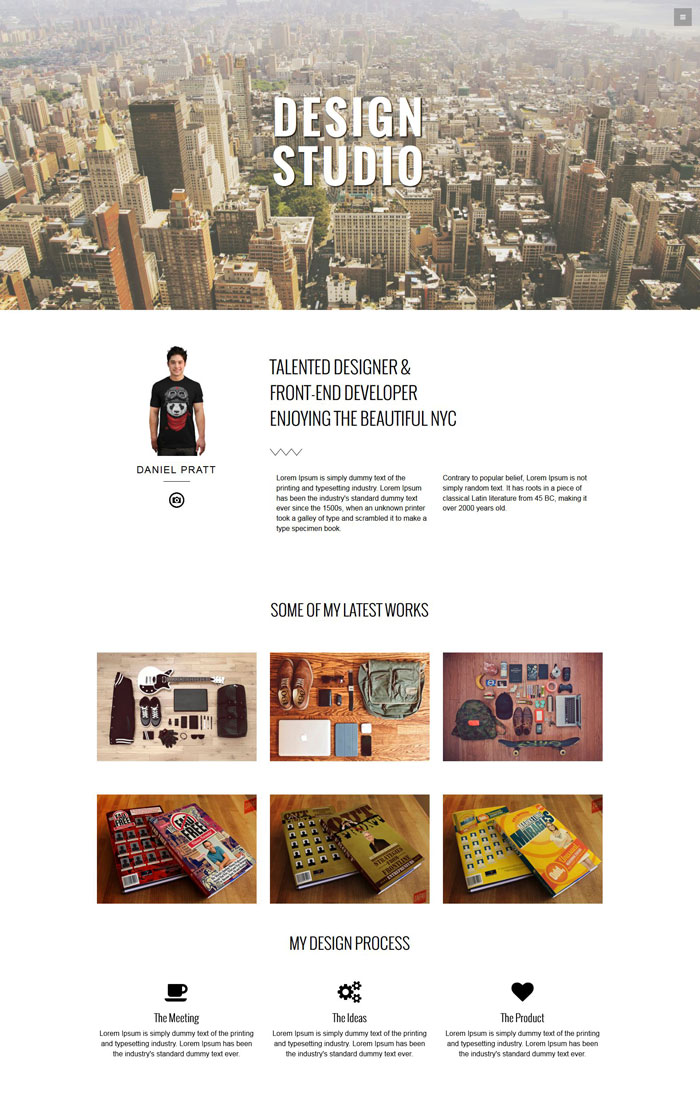 DESIGN
STUDIO
TALENTED DESIGNER &
FRONT-END DEVELOPER
ENJOYING THE BEAUTIFUL NYC
DANIEL PRATT
Lorem Ipsum is simply dummy text of the
printing and typesetting industry. Lorem Ipsum
has been the industry's standard dummy text
ever since the 1500s, when an unknown printer
took a galley of type and scrambled it to make a
type specimen book.
Contrary to popular belief, Lorem Ipsum is not
simply random text. It has roots in a piece of
classical Latin literature from 45 BC, making it
over 2000 years old.
SOME OF MY LATEST WORKS
FREE!
MY DESIGN PROCESS
The Meeting
Lorem Ipsum is simply dummy text of the printing
and typesetting industry. Lorem Ipsum has been
the industry's standard dummy text ever.
The Ideas
Lorem Ipsum is simply dummy text of the printing
and typesetting industry. Lorem Ipsum has been
the industry's standard dummy text ever.
The Product
Lorem Ipsum is simply dummy text of the printing
and typesetting industry. Lorem Ipsum has been
the industry's standard dummy text ever.